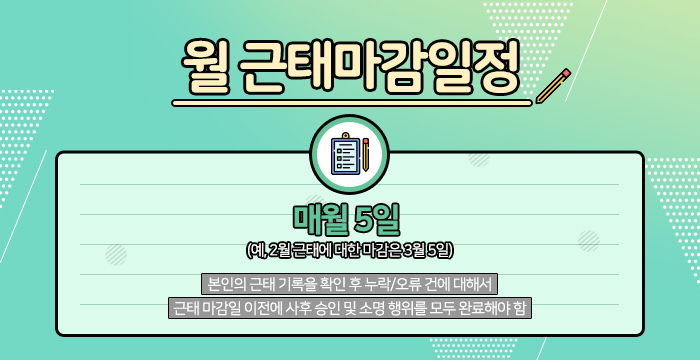 월 근태마감일정
매월 5일
(예, 2월 근태에 대한 마감은 3월 5일)
본인의 근태 기록을 확인 후 누락/오류 건에 대해서
근태 마감일 이전에 사후 승인 및 소명 행위를 모두 완료해야 함